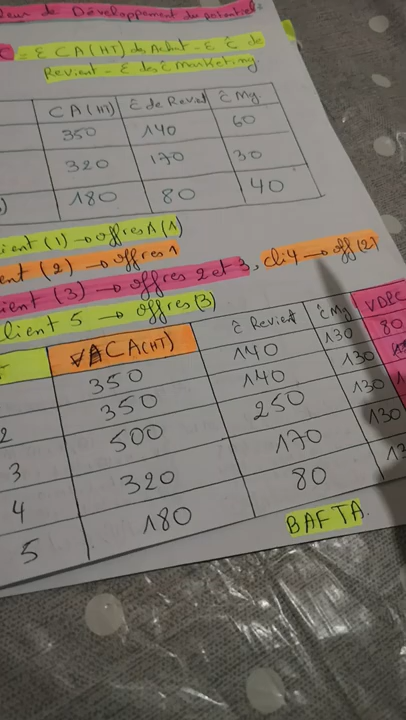 de Développement du potentiel
= Σ CA (HT) des Achat - Σ Ĉ de
Revient - Σ des Ĉ Marketing.
CA (HT) Ĉ de Revient Ĉ Mg.
350 140 60
320 170 30
180 80 40
ient (1) → offres A (1)
ent (2) → offres 1
ient (3) → offres 2 et 3, cli 4 → off (2)
lient 5 → offres (3)
CA (HT) Ĉ Revient Ĉ Mg VDPC
350 140 130 80
2 350 140 130
3 500 250 130
4 320 170 130
5 180 80
BAFTA.